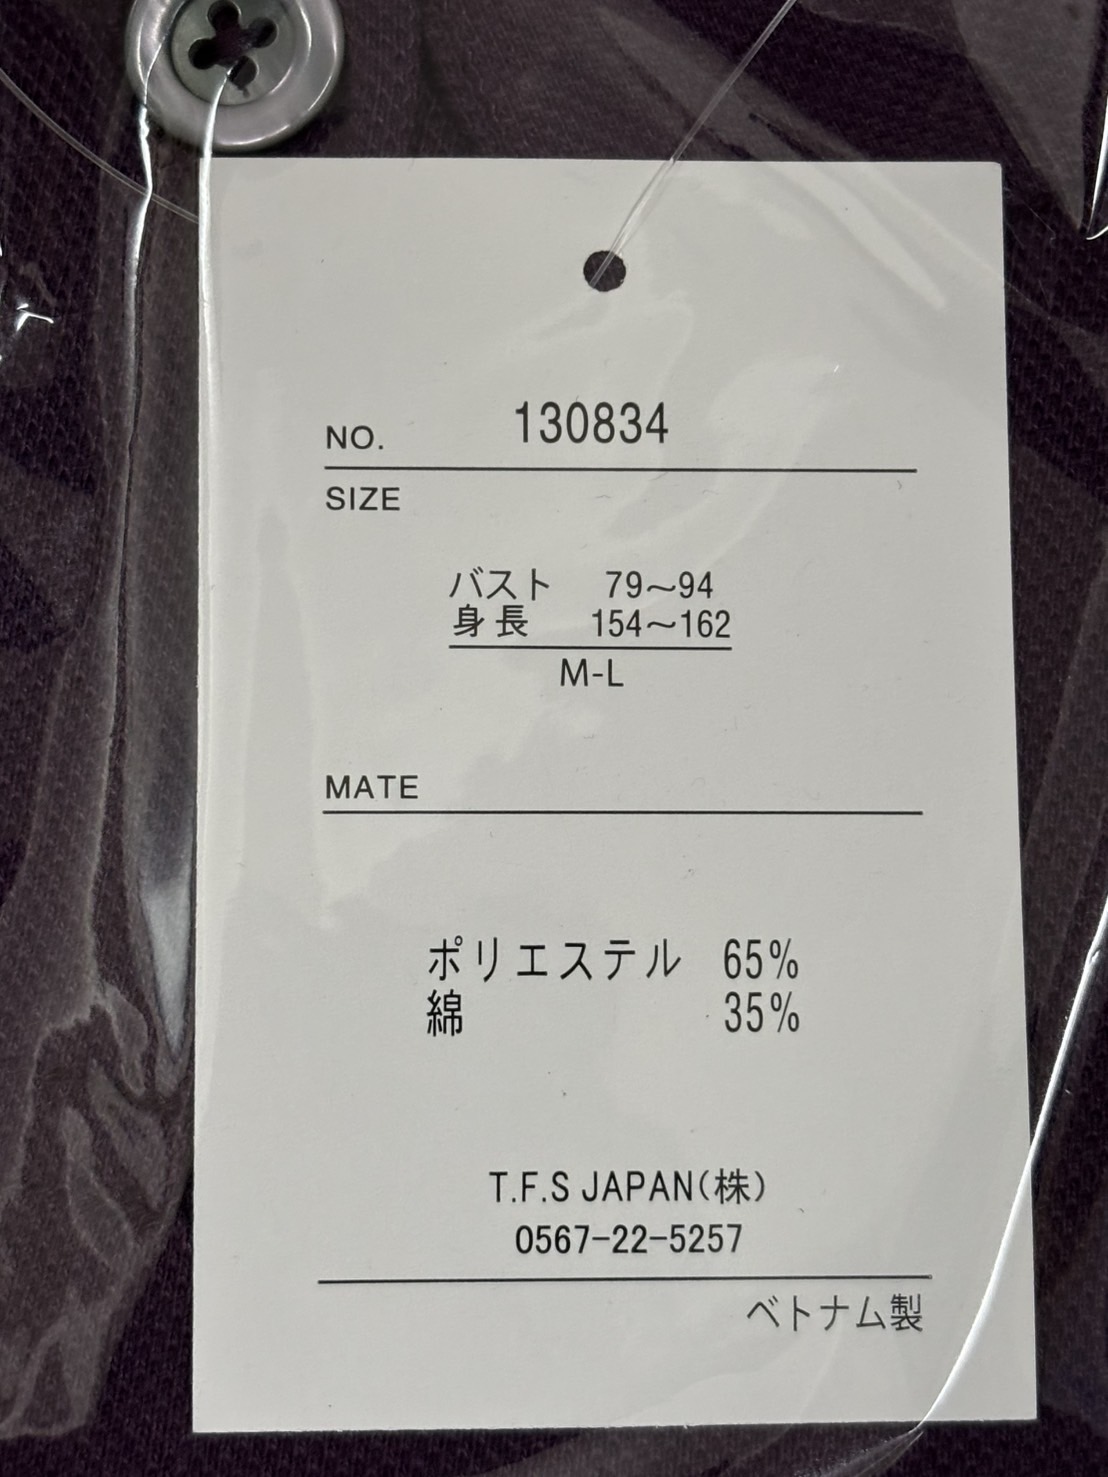 NO. 130834
SIZE
バスト 79～94
身長 154～162
M-L
MATE
ポリエステル 65%
綿 35%
T.F.S JAPAN(株)
0567-22-5257
ベトナム製